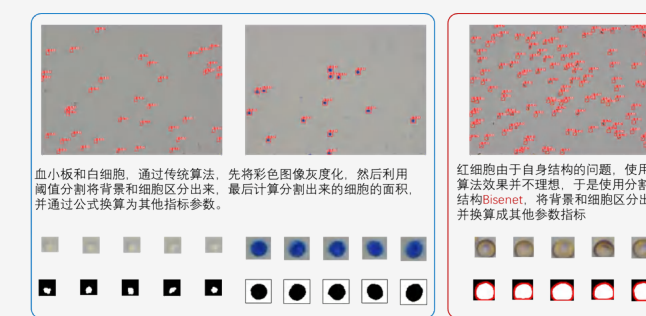 血小板和白细胞，通过传统算法，先将彩色图像灰度化，然后利用
阈值分割将背景和细胞区分出来，最后计算分割出来的细胞的面积，
并通过公式换算为其他指标参数。
红细胞由于自身结构的问题，使用
算法效果并不理想，于是使用分割
结构Bisenet，将背景和细胞区分出
并换算成其他参数指标